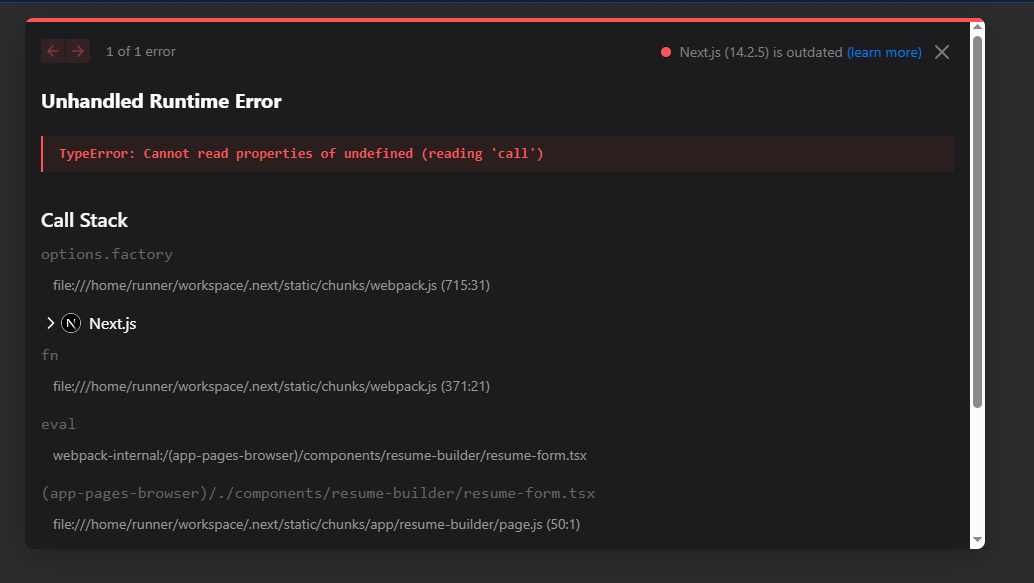 1 of 1 error
Next.js (14.2.5) is outdated (learn more)
Unhandled Runtime Error
TypeError: Cannot read properties of undefined (reading 'call')
Call Stack
options.factory
file:///home/runner/workspace/.next/static/chunks/webpack.js (715:31)
N Next.js
fn
file:///home/runner/workspace/.next/static/chunks/webpack.js (371:21)
eval
webpack-internal:/(app-pages-browser)/components/resume-builder/resume-form.tsx
(app-pages-browser)/./components/resume-builder/resume-form.tsx
file:///home/runner/workspace/.next/static/chunks/app/resume-builder/page.js (50:1)